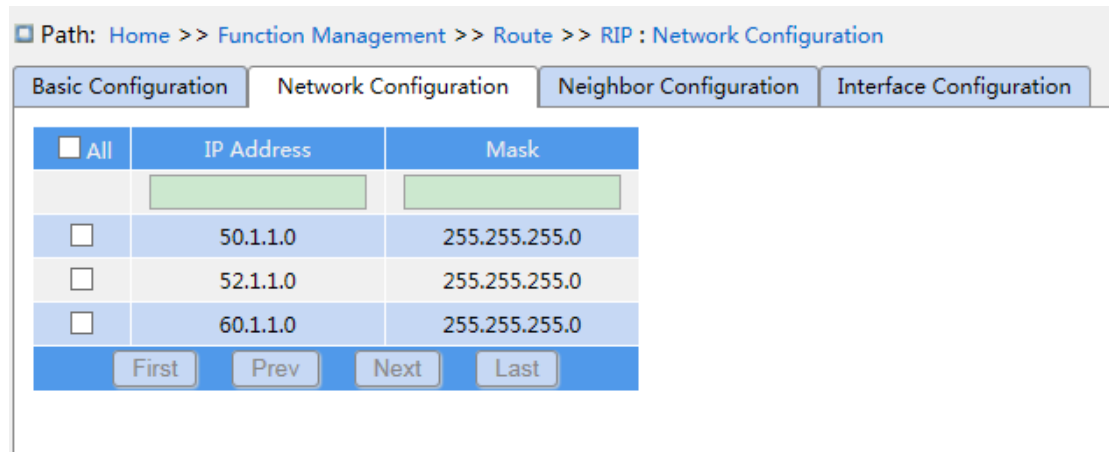 Path: Home >> Function Management >> Route >> RIP : Network Configuration
Basic Configuration Network Configuration Neighbor Configuration Interface Configuration
All IP Address Mask
50.1.1.0 255.255.255.0
52.1.1.0 255.255.255.0
60.1.1.0 255.255.255.0
First Prev Next Last